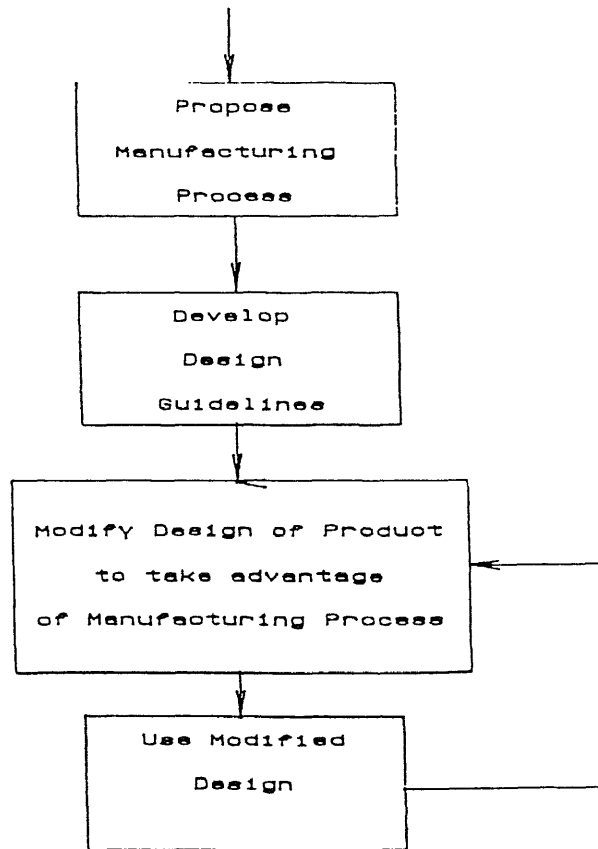 Propose
Manufacturing
Process
Develop
Design
Guidelines
Modify Design of Product
to take advantage
of Manufacturing Process
Use Modified
Design